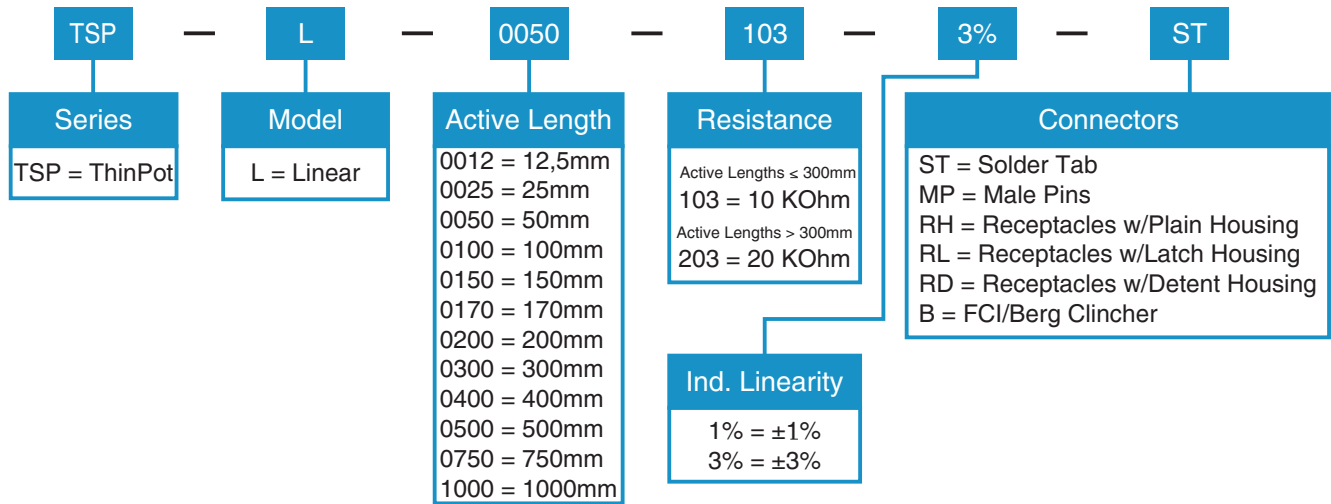 TSP — L — 0050 — 103 — 3% — ST
Series
TSP = ThinPot
Model
L = Linear
Active Length
0012 = 12,5mm
0025 = 25mm
0050 = 50mm
0100 = 100mm
0150 = 150mm
0170 = 170mm
0200 = 200mm
0300 = 300mm
0400 = 400mm
0500 = 500mm
0750 = 750mm
1000 = 1000mm
Resistance
Active Lengths ≤ 300mm
103 = 10 KOhm
Active Lengths > 300mm
203 = 20 KOhm
Ind. Linearity
1% = ±1%
3% = ±3%
Connectors
ST = Solder Tab
MP = Male Pins
RH = Receptacles w/Plain Housing
RL = Receptacles w/Latch Housing
RD = Receptacles w/Detent Housing
B = FCI/Berg Clincher